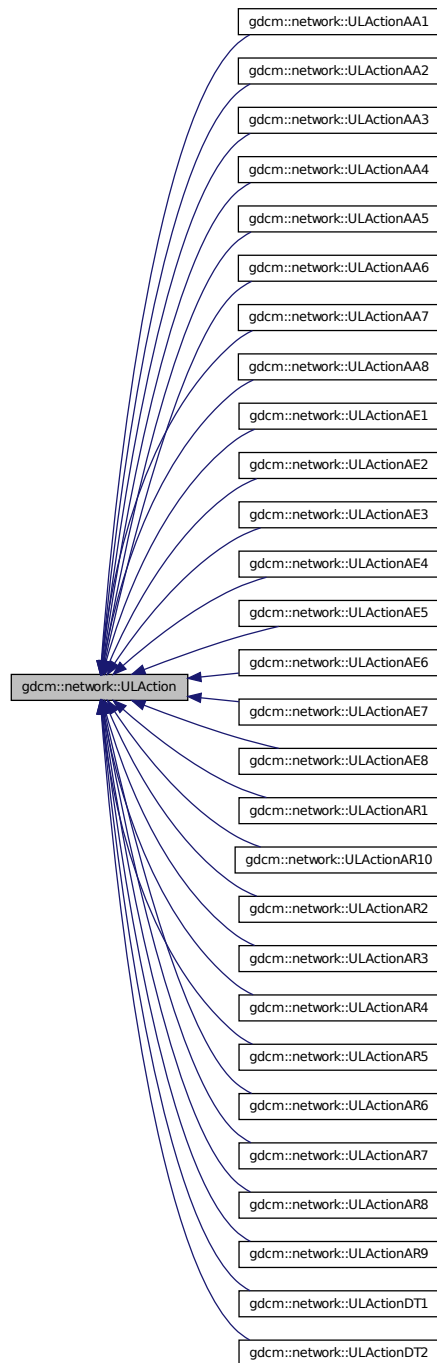 gdcm::network::ULActionAA1
gdcm::network::ULActionAA2
gdcm::network::ULActionAA3
gdcm::network::ULActionAA4
gdcm::network::ULActionAA5
gdcm::network::ULActionAA6
gdcm::network::ULActionAA7
gdcm::network::ULActionAA8
gdcm::network::ULActionAE1
gdcm::network::ULActionAE2
gdcm::network::ULActionAE3
gdcm::network::ULActionAE4
gdcm::network::ULActionAE5
gdcm::network::ULActionAE6
gdcm::network::ULAction
gdcm::network::ULActionAE7
gdcm::network::ULActionAE8
gdcm::network::ULActionAR1
gdcm::network::ULActionAR10
gdcm::network::ULActionAR2
gdcm::network::ULActionAR3
gdcm::network::ULActionAR4
gdcm::network::ULActionAR5
gdcm::network::ULActionAR6
gdcm::network::ULActionAR7
gdcm::network::ULActionAR8
gdcm::network::ULActionAR9
gdcm::network::ULActionDT1
gdcm::network::ULActionDT2